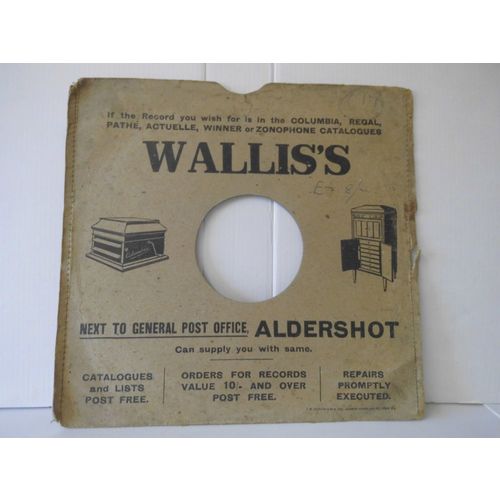 If the Record you wish for is in the COLUMBIA, REGAL,
PATHE, ACTUELLE, WINNER or ZONOPHONE CATALOGUES
WALLIS'S
Columbia
NEXT TO GENERAL POST OFFICE, ALDERSHOT
Can supply you with same.
CATALOGUES
and LISTS
POST FREE.
ORDERS FOR RECORDS
VALUE 10/- AND OVER
POST FREE.
REPAIRS
PROMPTLY
EXECUTED.